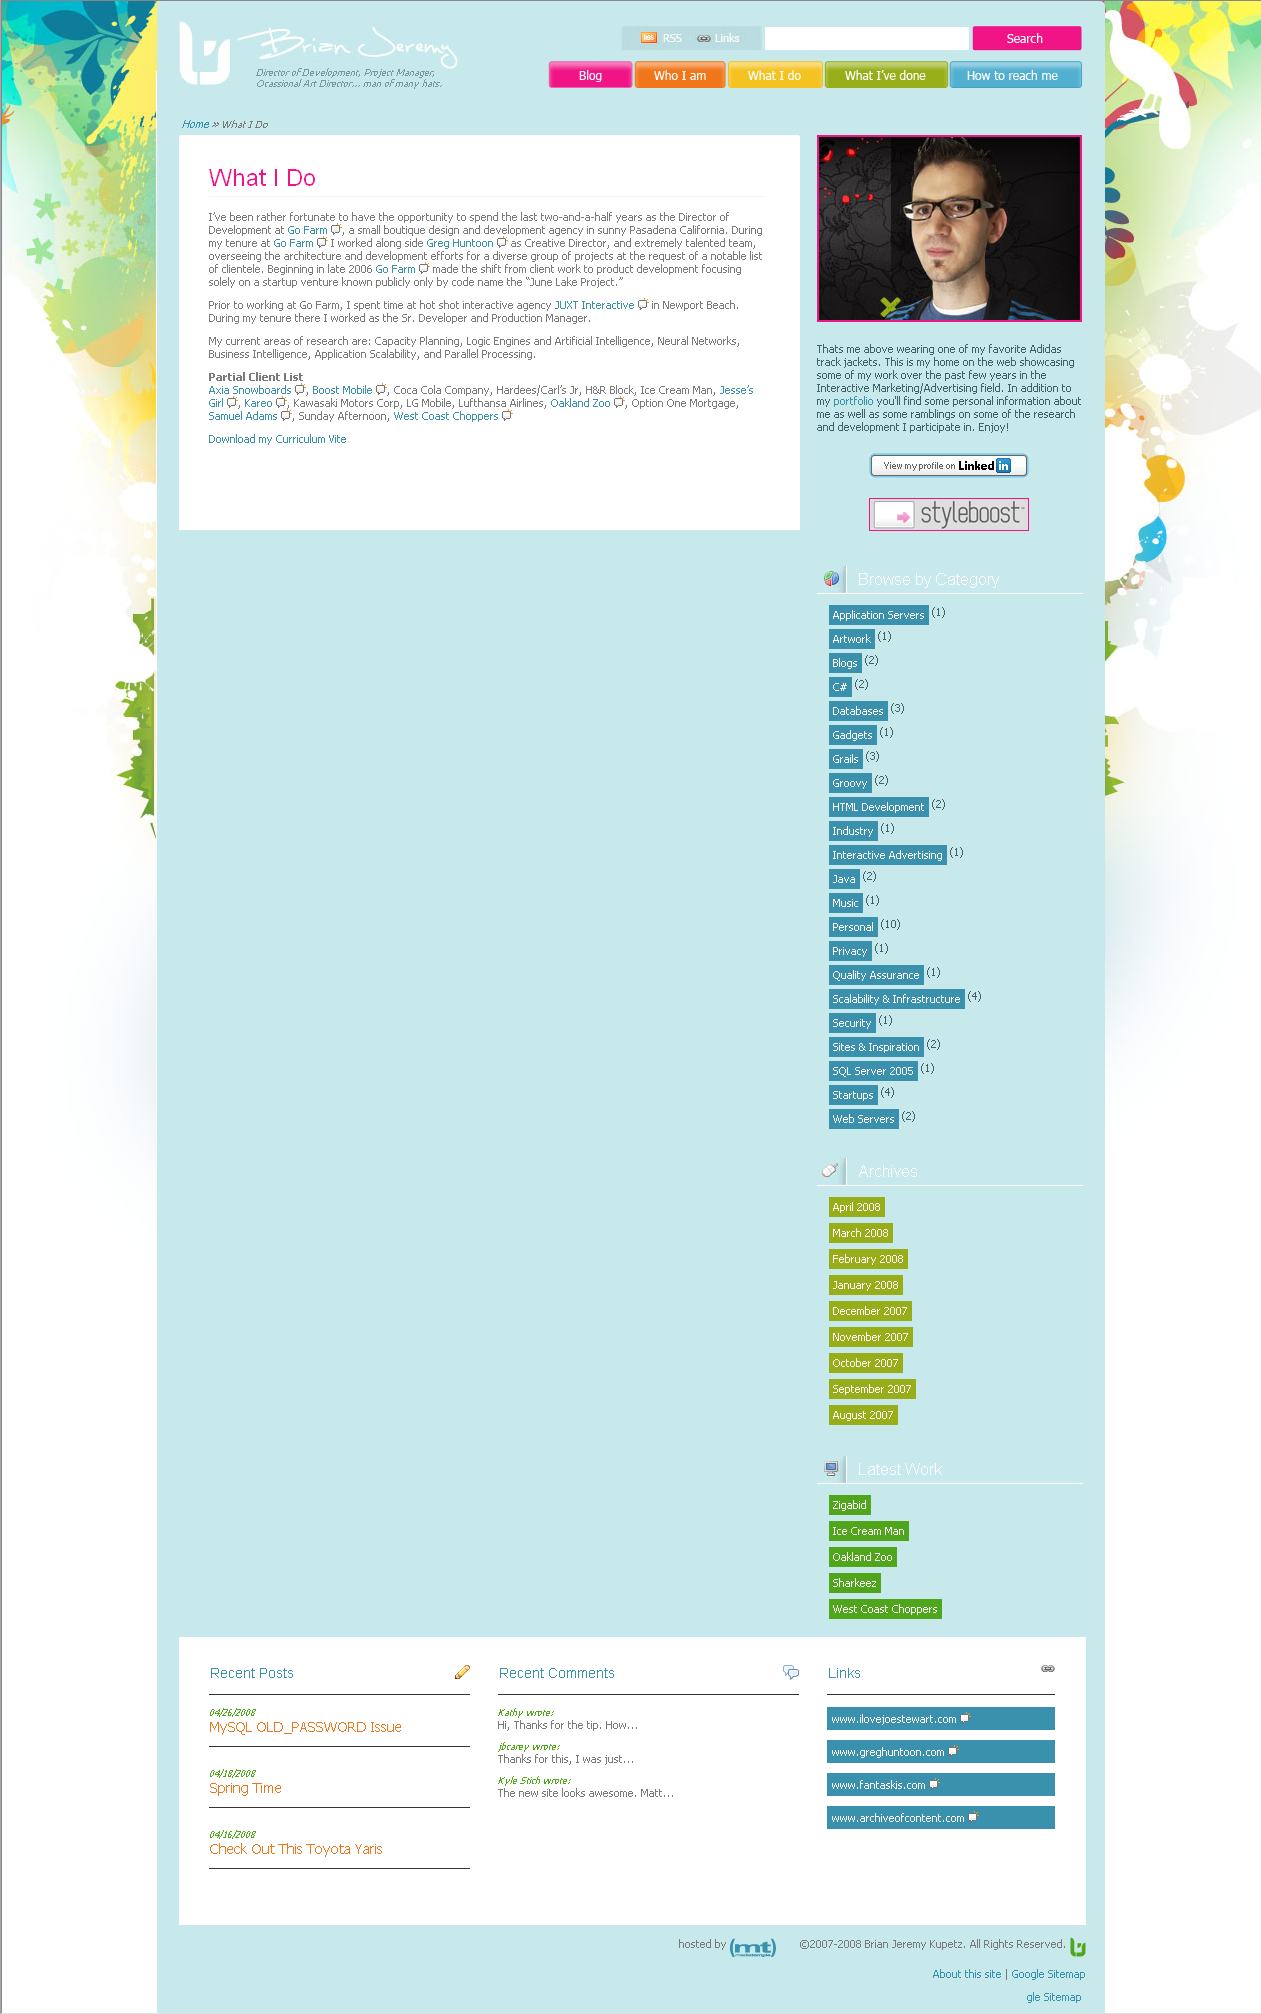 Brian Jeremy
Director of Development, Project Manager,
Ocassional Art Director... man of many hats.
RSS Links
Search
Blog Who I am What I do What I've done How to reach me
Home » What I Do
What I Do
I've been rather fortunate to have the opportunity to spend the last two-and-a-half years as the Director of
Development at Go Farm, a small boutique design and development agency in sunny Pasadena California. During
my tenure at Go Farm I worked along side Greg Huntoon as Creative Director, and extremely talented team,
overseeing the architecture and development efforts for a diverse group of projects at the request of a notable list
of clientele. Beginning in late 2006 Go Farm made the shift from client work to product development focusing
solely on a startup venture known publicly only by code name the “June Lake Project.”
Prior to working at Go Farm, I spent time at hot shot interactive agency JUXT Interactive in Newport Beach.
During my tenure there I worked as the Sr. Developer and Production Manager.
My current areas of research are: Capacity Planning, Logic Engines and Artificial Intelligence, Neural Networks,
Business Intelligence, Application Scalability, and Parallel Processing.
Partial Client List
Axia Snowboards, Boost Mobile, Coca Cola Company, Hardees/Carl's Jr, H&R Block, Ice Cream Man, Jesse's
Girl, Kareo, Kawasaki Motors Corp, LG Mobile, Lufthansa Airlines, Oakland Zoo, Option One Mortgage,
Samuel Adams, Sunday Afternoon, West Coast Choppers
Download my Curriculum Vite
Thats me above wearing one of my favorite Adidas
track jackets. This is my home on the web showcasing
some of my work over the past few years in the
Interactive Marketing/Advertising field. In addition to
my portfolio you'll find some personal information about
me as well as some ramblings on some of the research
and development I participate in. Enjoy!
View my profile on Linked in
styleboost
Browse by Category
Application Servers (1)
Artwork (1)
Blogs (2)
C# (2)
Databases (3)
Gadgets (1)
Grails (3)
Groovy (2)
HTML Development (2)
Industry (1)
Interactive Advertising (1)
Java (2)
Music (1)
Personal (10)
Privacy (1)
Quality Assurance (1)
Scalability & Infrastructure (4)
Security (1)
Sites & Inspiration (2)
SQL Server 2005 (1)
Startups (4)
Web Servers (2)
Archives
April 2008
March 2008
February 2008
January 2008
December 2007
November 2007
October 2007
September 2007
August 2007
Latest Work
Zigabid
Ice Cream Man
Oakland Zoo
Sharkeez
West Coast Choppers
Recent Posts
04/26/2008
MySQL OLD_PASSWORD Issue
04/18/2008
Spring Time
04/16/2008
Check Out This Toyota Yaris
Recent Comments
Kathy wrote:
Hi, Thanks for the tip. How...
jbcarey wrote:
Thanks for this, I was just...
Kyle Stich wrote:
The new site looks awesome. Matt...
Links
www.ilovejoestewart.com
www.greghuntoon.com
www.fantaskis.com
www.archiveofcontent.com
hosted by (mt) ©2007-2008 Brian Jeremy Kupetz. All Rights Reserved.
About this site | Google Sitemap
gle Sitemap